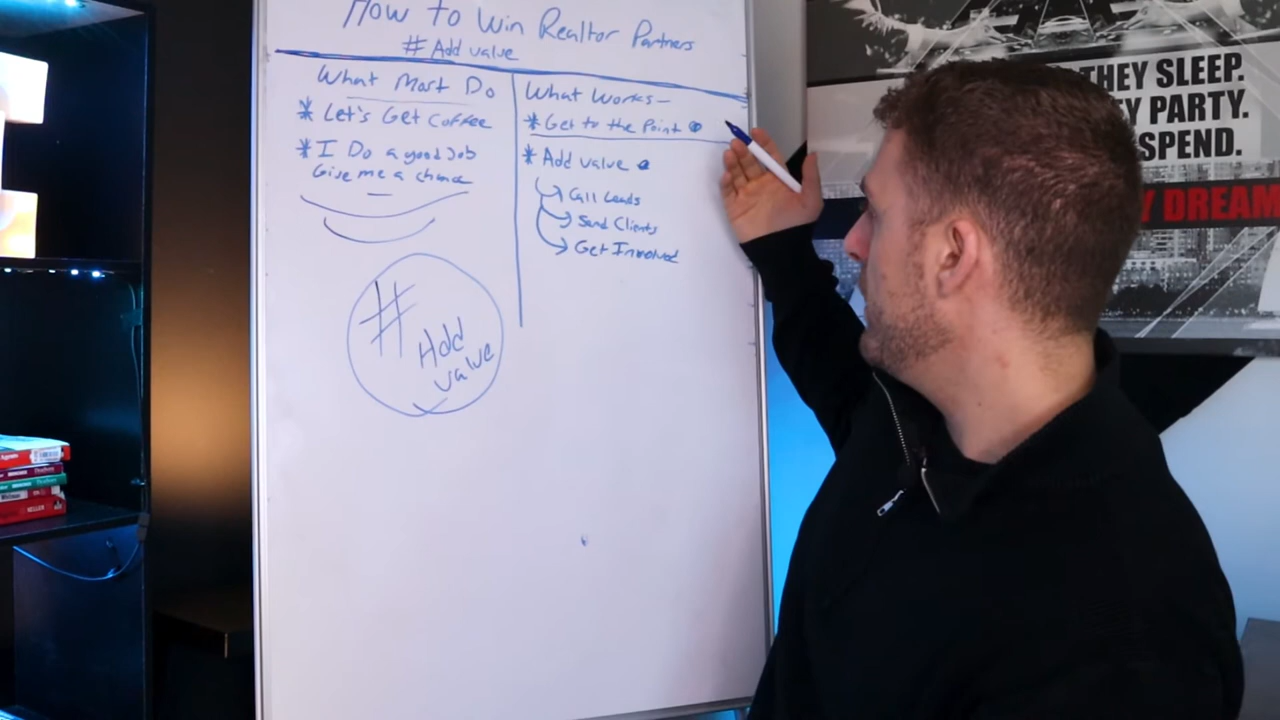 How to Win Realtor Partners
# Add value
What Most Do
* Let's Get Coffee
* I Do a good Job
Give me a chance
# Add
value
What Works -
* Get to the Point
* Add value
Call Leads
Send Clients
Get Involved
THEY SLEEP.
PARTY.
SPEND.
DREAM
Agents
KELLER